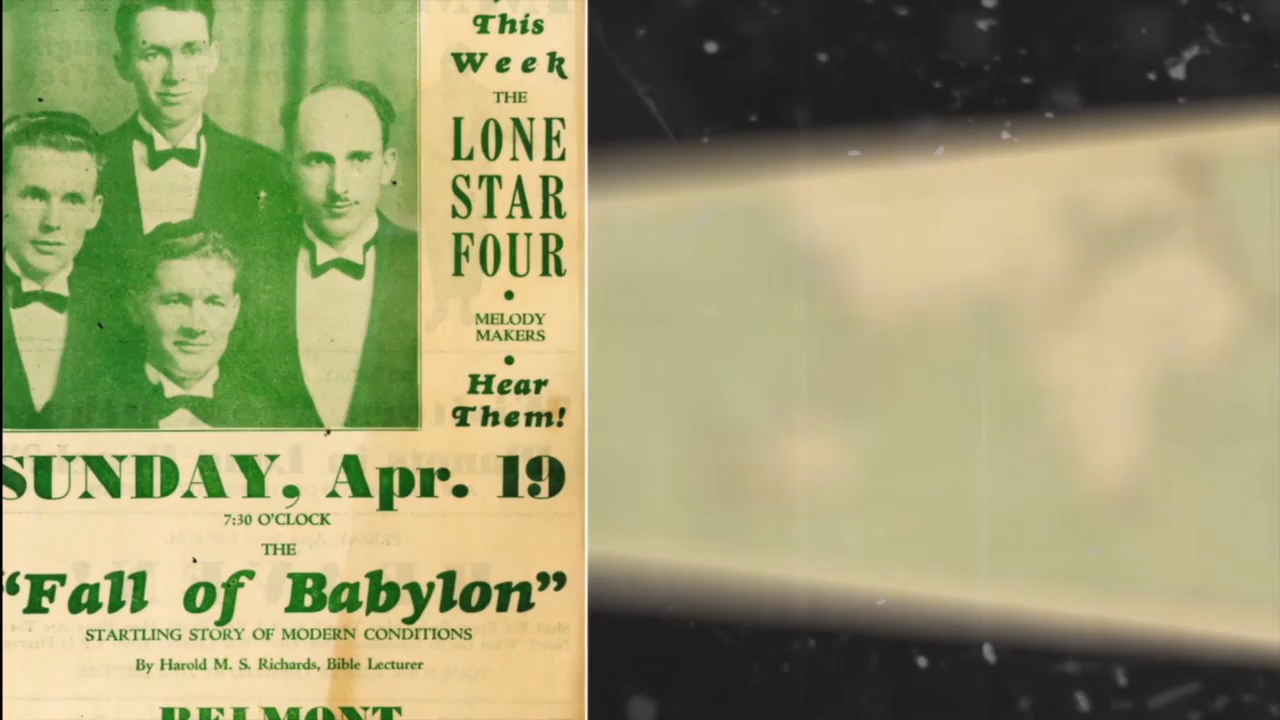 This
Week
THE
LONE
STAR
FOUR
•
MELODY
MAKERS
•
Hear
Them!
SUNDAY, Apr. 19
7:30 O'CLOCK
THE
"Fall of Babylon"
STARTLING STORY OF MODERN CONDITIONS
By Harold M. S. Richards, Bible Lecturer
BELMONT